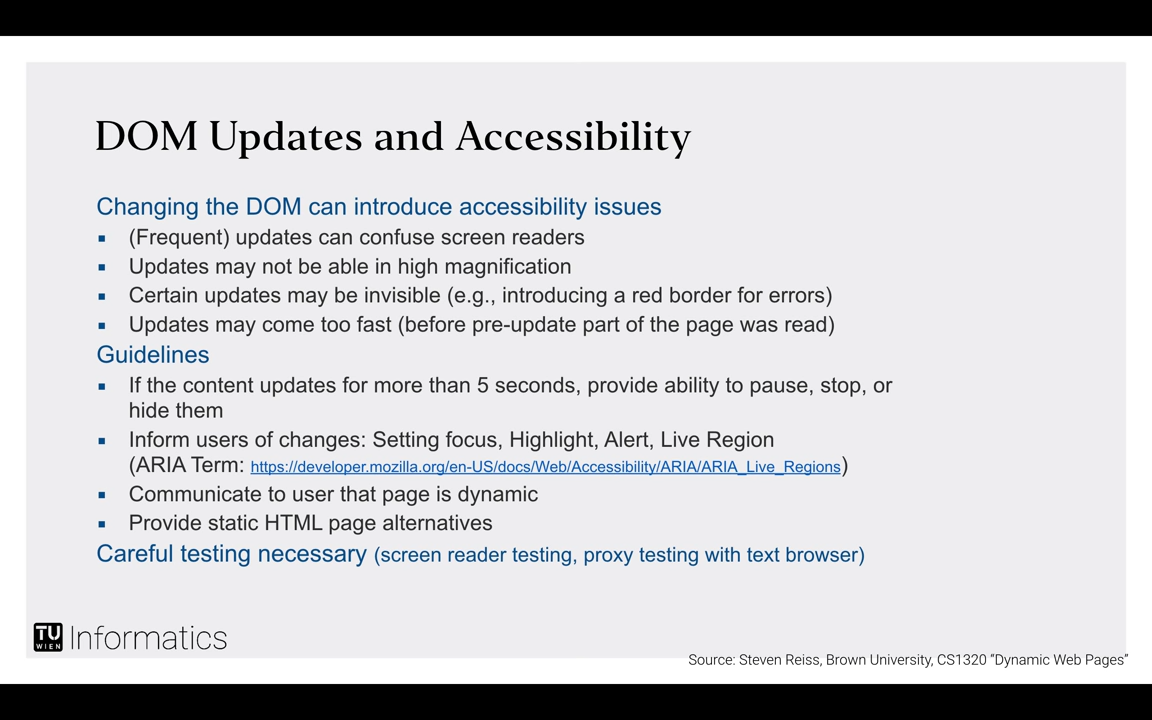 DOM Updates and Accessibility
Changing the DOM can introduce accessibility issues
▪ (Frequent) updates can confuse screen readers
▪ Updates may not be able in high magnification
▪ Certain updates may be invisible (e.g., introducing a red border for errors)
▪ Updates may come too fast (before pre-update part of the page was read)
Guidelines
▪ If the content updates for more than 5 seconds, provide ability to pause, stop, or
hide them
▪ Inform users of changes: Setting focus, Highlight, Alert, Live Region
(ARIA Term: https://developer.mozilla.org/en-US/docs/Web/Accessibility/ARIA/ARIA_Live_Regions)
▪ Communicate to user that page is dynamic
▪ Provide static HTML page alternatives
Careful testing necessary (screen reader testing, proxy testing with text browser)
TU
WIEN
Informatics
Source: Steven Reiss, Brown University, CS1320 “Dynamic Web Pages”